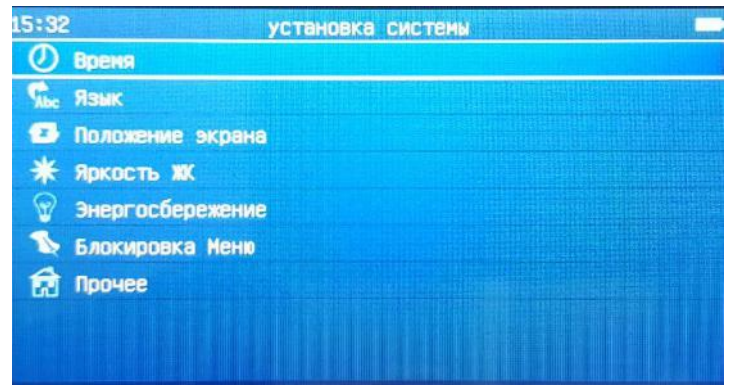 15:32 установка системы
Время
Abc Язык
Положение экрана
Яркость ЖК
Энергосбережение
Блокировка Меню
Прочее